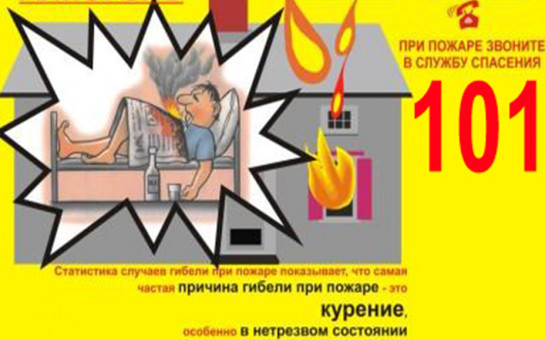 ПРИ ПОЖАРЕ ЗВОНИТЕ
В СЛУЖБУ СПАСЕНИЯ
101
Статистика случаев гибели при пожаре показывает, что самая
частая причина гибели при пожаре - это
курение,
особенно в нетрезвом состоянии